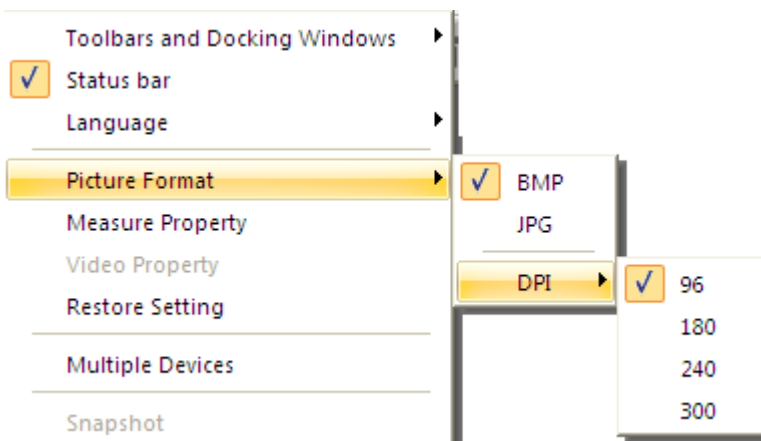 Toolbars and Docking Windows
Status bar
Language
Picture Format
Measure Property
Video Property
Restore Setting
Multiple Devices
Snapshot
BMP
JPG
DPI
96
180
240
300